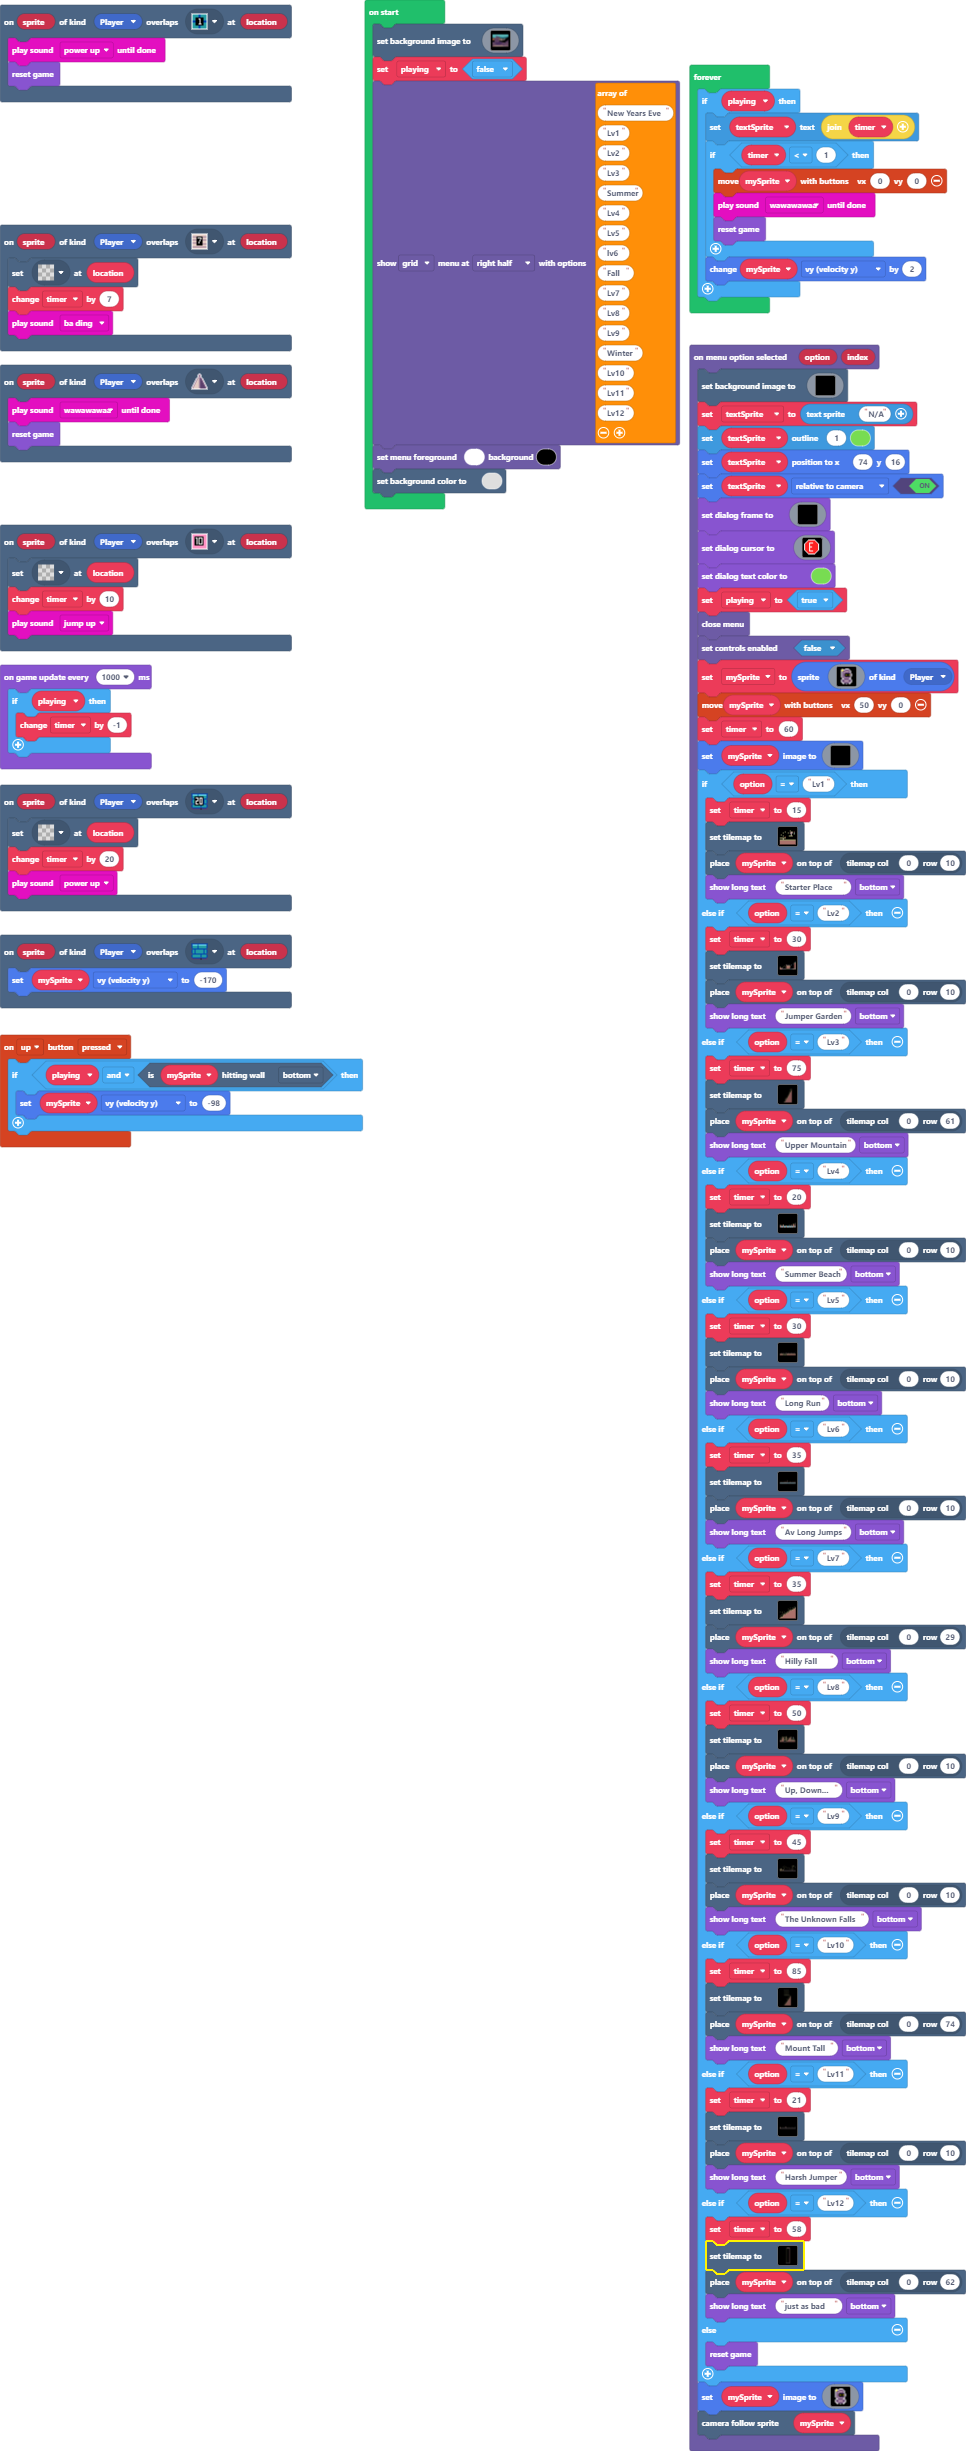 on sprite of kind Player overlaps 1 at location
play sound power up until done
reset game
on sprite of kind Player overlaps 7 at location
set at location
change timer by 7
play sound ba ding
on sprite of kind Player overlaps at location
play sound wawawawaa until done
reset game
on sprite of kind Player overlaps 10 at location
set at location
change timer by 10
play sound jump up
on game update every 1000 ms
if playing then
change timer by -1
on sprite of kind Player overlaps 20 at location
set at location
change timer by 20
play sound power up
on sprite of kind Player overlaps at location
set mySprite vy (velocity y) to -170
on up button pressed
if playing and is mySprite hitting wall bottom then
set mySprite vy (velocity y) to -98
on start
set background image to
set playing to false
show grid menu at right half with options
array of
"New Years Eve"
"Lv1"
"Lv2"
"Lv3"
"Summer"
"Lv4"
"Lv5"
"lv6"
"Fall"
"Lv7"
"Lv8"
"Lv9"
"Winter"
"Lv10"
"Lv11"
"Lv12"
set menu foreground background
set background color to
forever
if playing then
set textSprite text join timer
if timer < 1 then
move mySprite with buttons vx 0 vy 0
play sound wawawawaa until done
reset game
change mySprite vy (velocity y) by 2
on menu option selected option index
set background image to
set textSprite to text sprite "N/A"
set textSprite outline 1
set textSprite position to x 74 y 16
set textSprite relative to camera ON
set dialog frame to
set dialog cursor to E
set dialog text color to
set playing to true
close menu
set controls enabled false
set mySprite to sprite of kind Player
move mySprite with buttons vx 50 vy 0
set timer to 60
set mySprite image to
if option = "Lv1" then
set timer to 15
set tilemap to
place mySprite on top of tilemap col 0 row 10
show long text "Starter Place" bottom
else if option = "Lv2" then
set timer to 30
set tilemap to
place mySprite on top of tilemap col 0 row 10
show long text "Jumper Garden" bottom
else if option = "Lv3" then
set timer to 75
set tilemap to
place mySprite on top of tilemap col 0 row 61
show long text "Upper Mountain" bottom
else if option = "Lv4" then
set timer to 20
set tilemap to
place mySprite on top of tilemap col 0 row 10
show long text "Summer Beach" bottom
else if option = "Lv5" then
set timer to 30
set tilemap to
place mySprite on top of tilemap col 0 row 10
show long text "Long Run" bottom
else if option = "Lv6" then
set timer to 35
set tilemap to
place mySprite on top of tilemap col 0 row 10
show long text "Av Long Jumps" bottom
else if option = "Lv7" then
set timer to 35
set tilemap to
place mySprite on top of tilemap col 0 row 29
show long text "Hilly Fall" bottom
else if option = "Lv8" then
set timer to 50
set tilemap to
place mySprite on top of tilemap col 0 row 10
show long text "Up, Down..." bottom
else if option = "Lv9" then
set timer to 45
set tilemap to
place mySprite on top of tilemap col 0 row 10
show long text "The Unknown Falls" bottom
else if option = "Lv10" then
set timer to 85
set tilemap to
place mySprite on top of tilemap col 0 row 74
show long text "Mount Tall" bottom
else if option = "Lv11" then
set timer to 21
set tilemap to
place mySprite on top of tilemap col 0 row 10
show long text "Harsh Jumper" bottom
else if option = "Lv12" then
set timer to 58
set tilemap to
place mySprite on top of tilemap col 0 row 62
show long text "just as bad" bottom
else
reset game
set mySprite image to
camera follow sprite mySprite